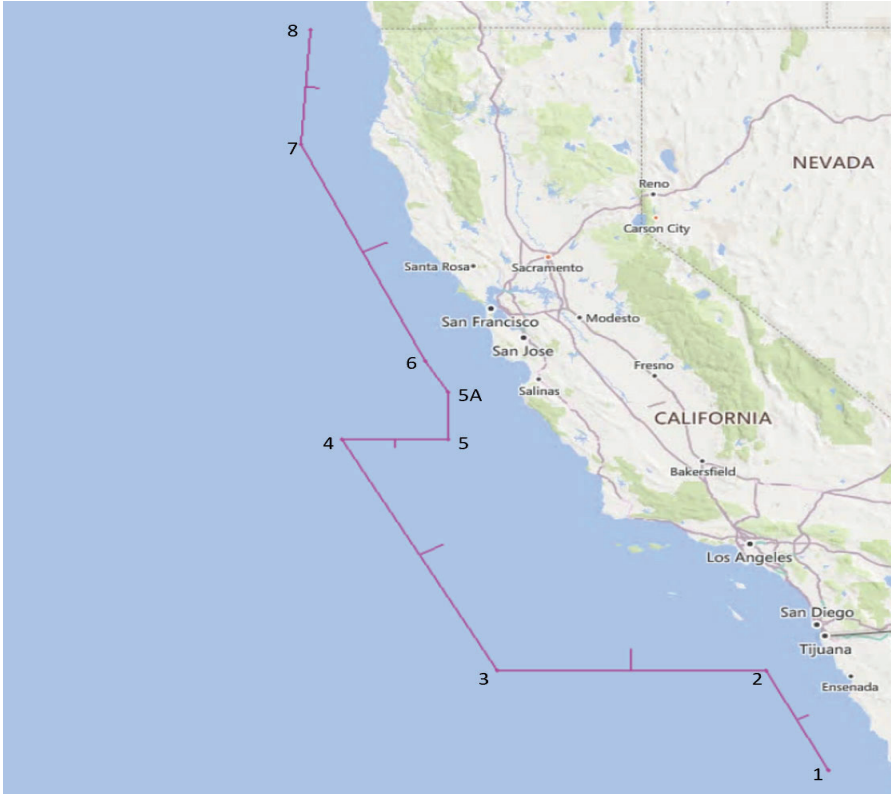 8
7
NEVADA
Reno
Carson City
Santa Rosa
Sacramento
San Francisco
Modesto
San Jose
6
Fresno
Salinas
5A
CALIFORNIA
4
5
Bakersfield
Los Angeles
San Diego
Tijuana
3
2
Ensenada
1